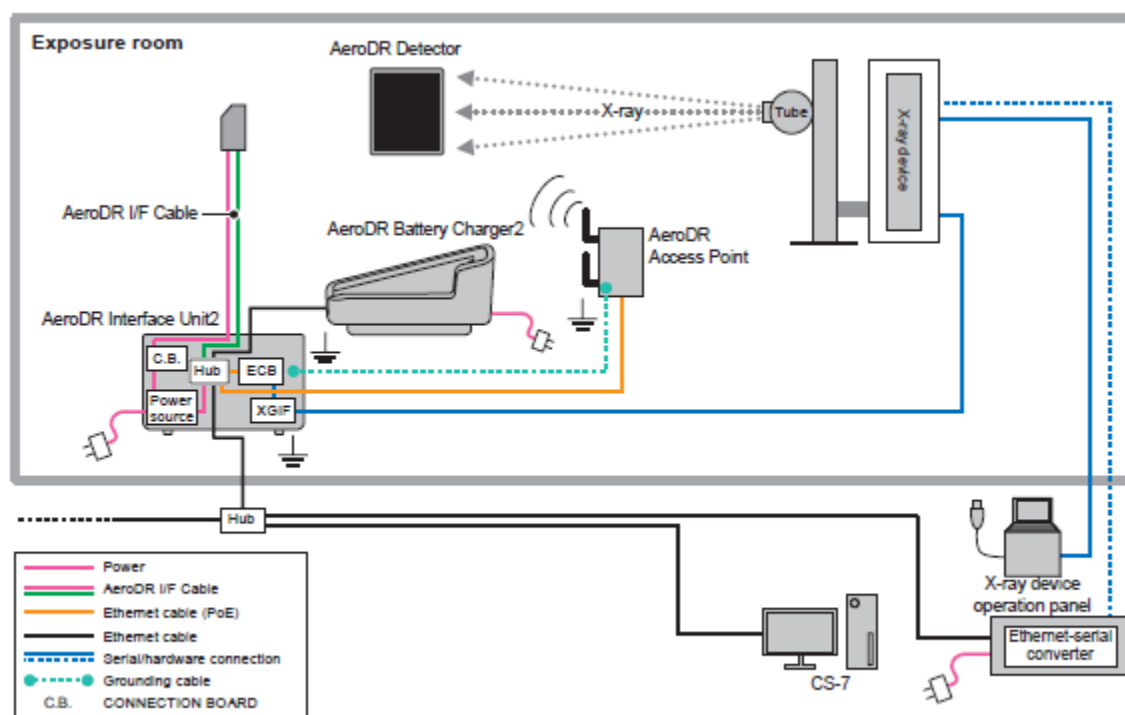 Exposure room
AeroDR Detector
X-ray
Tube
X-ray device
AeroDR I/F Cable
AeroDR Battery Charger2
AeroDR
Access Point
AeroDR Interface Unit2
C.B.
Hub
ECB
Power
source
XGIF
Hub
X-ray device
operation panel
Ethernet-serial
converter
CS-7
Power
AeroDR I/F Cable
Ethernet cable (PoE)
Ethernet cable
Serial/hardware connection
Grounding cable
C.B. CONNECTION BOARD